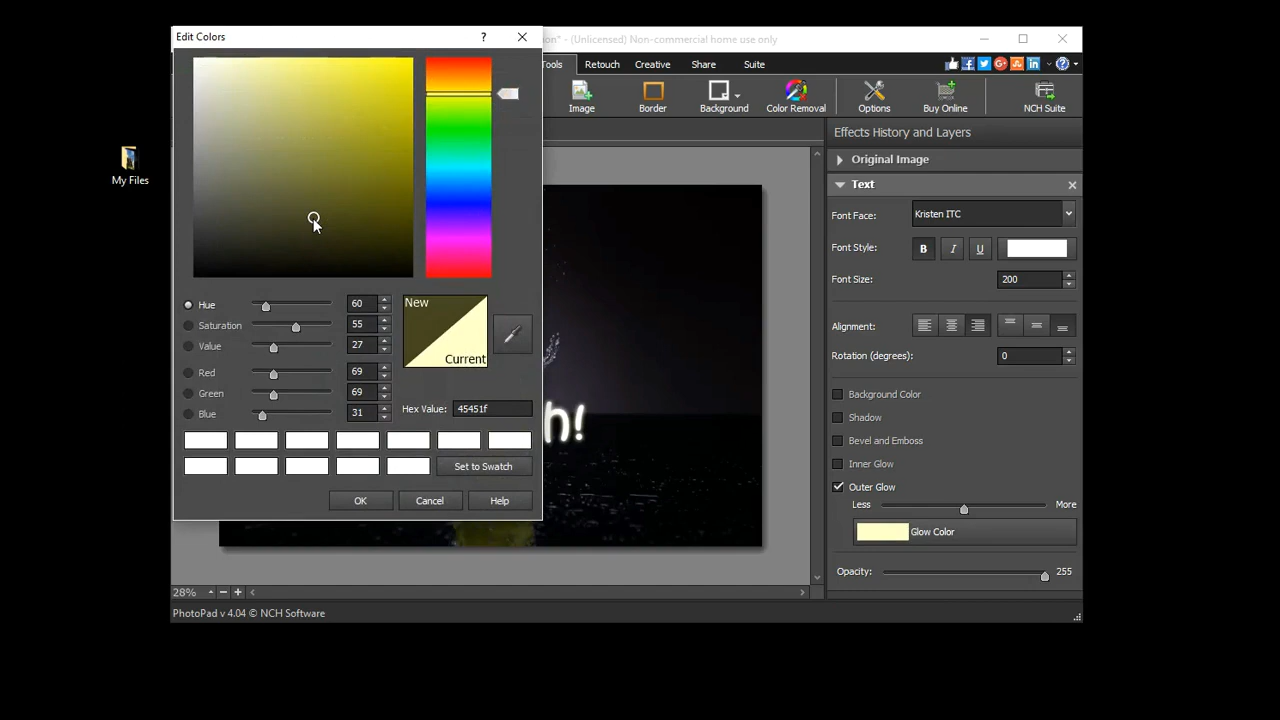 Edit Colors
?
on* - (Unlicensed) Non-commercial home use only
Tools
Retouch
Creative
Share
Suite
Image
Border
Background
Color Removal
Options
Buy Online
NCH Suite
My Files
Effects History and Layers
Original Image
Text
Font Face:
Kristen ITC
Font Style:
B
I
U
Font Size:
200
Alignment:
Rotation (degrees):
0
Background Color
Shadow
Bevel and Emboss
Inner Glow
Outer Glow
Less
More
Glow Color
Opacity:
255
Hue
60
Saturation
55
Value
27
Red
69
Green
69
Blue
31
New
Current
Hex Value:
45451f
Set to Swatch
OK
Cancel
Help
h!
28%
PhotoPad v 4.04 © NCH Software